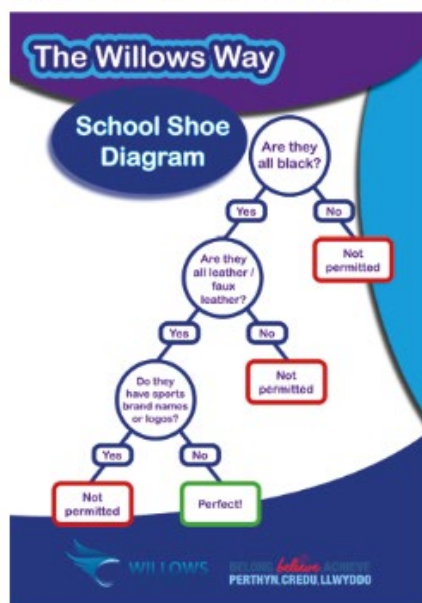 The Willows Way
School Shoe
Diagram
Are they
all black?
Yes
No
Not
permitted
Are they
all leather /
faux
leather?
Yes
No
Not
permitted
Do they
have sports
brand names
or logos?
Yes
No
Not
permitted
Perfect!
WILLOWS
BELONG believe ACHIEVE
PERTHYN, CREDU, LLWYDDO